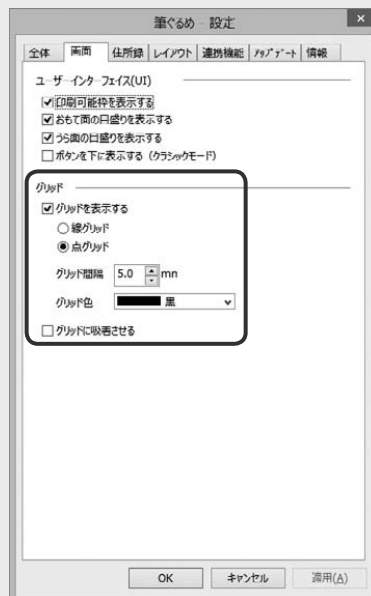 筆ぐるめ - 設定
全体 画面 住所録 レイアウト 連携機能 アップデート 情報
ユーザーインターフェイス(UI)
印刷可能枠を表示する
おもて面の目盛りを表示する
うら面の目盛りを表示する
ボタンを下に表示する (クラシックモード)
グリッド
グリッドを表示する
線グリッド
点グリッド
グリッド間隔 5.0 mm
グリッド色 黒
グリッドに吸着させる
OK キャンセル 適用(A)